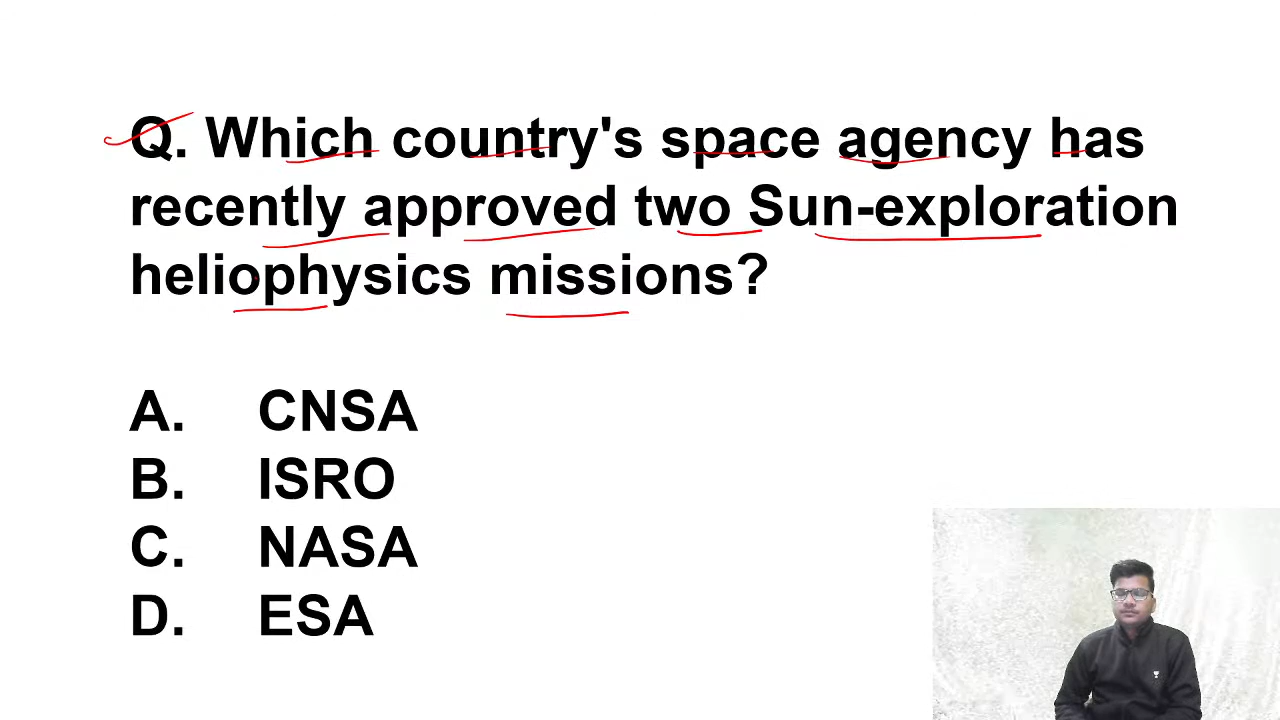 Q. Which country's space agency has
recently approved two Sun-exploration
heliophysics missions?
A. CNSA
B. ISRO
C. NASA
D. ESA